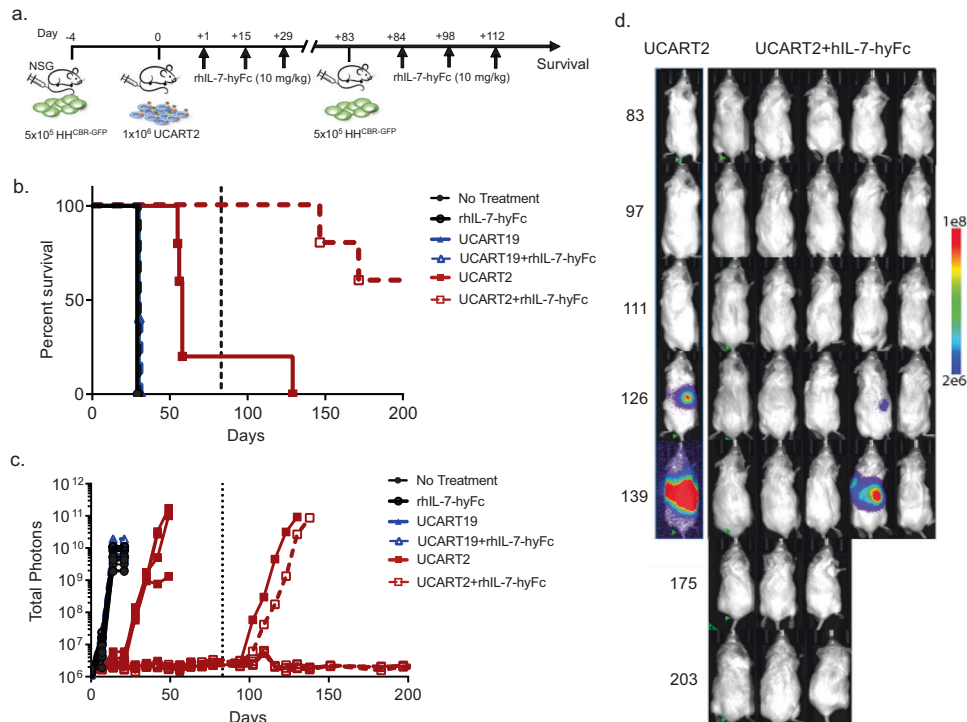 a.
Day
-4
0
+1
+15
+29
+83
+84
+98
+112
NSG
rhIL-7-hyFc (10 mg/kg)
rhIL-7-hyFc (10 mg/kg)
Survival
5x10⁵ HH^CBR-GFP
1x10⁶ UCART2
5x10⁵ HH^CBR-GFP
b.
Percent survival
100
50
0
0
50
100
150
200
Days
No Treatment
rhIL-7-hyFc
UCART19
UCART19+rhIL-7-hyFc
UCART2
UCART2+rhIL-7-hyFc
c.
Total Photons
10¹²
10¹¹
10¹⁰
10⁹
10⁸
10⁷
10⁶
0
50
100
150
200
Days
No Treatment
rhIL-7-hyFc
UCART19
UCART19+rhIL-7-hyFc
UCART2
UCART2+rhIL-7-hyFc
d.
UCART2
UCART2+hIL-7-hyFc
83
97
111
126
139
175
203
1e8
2e6